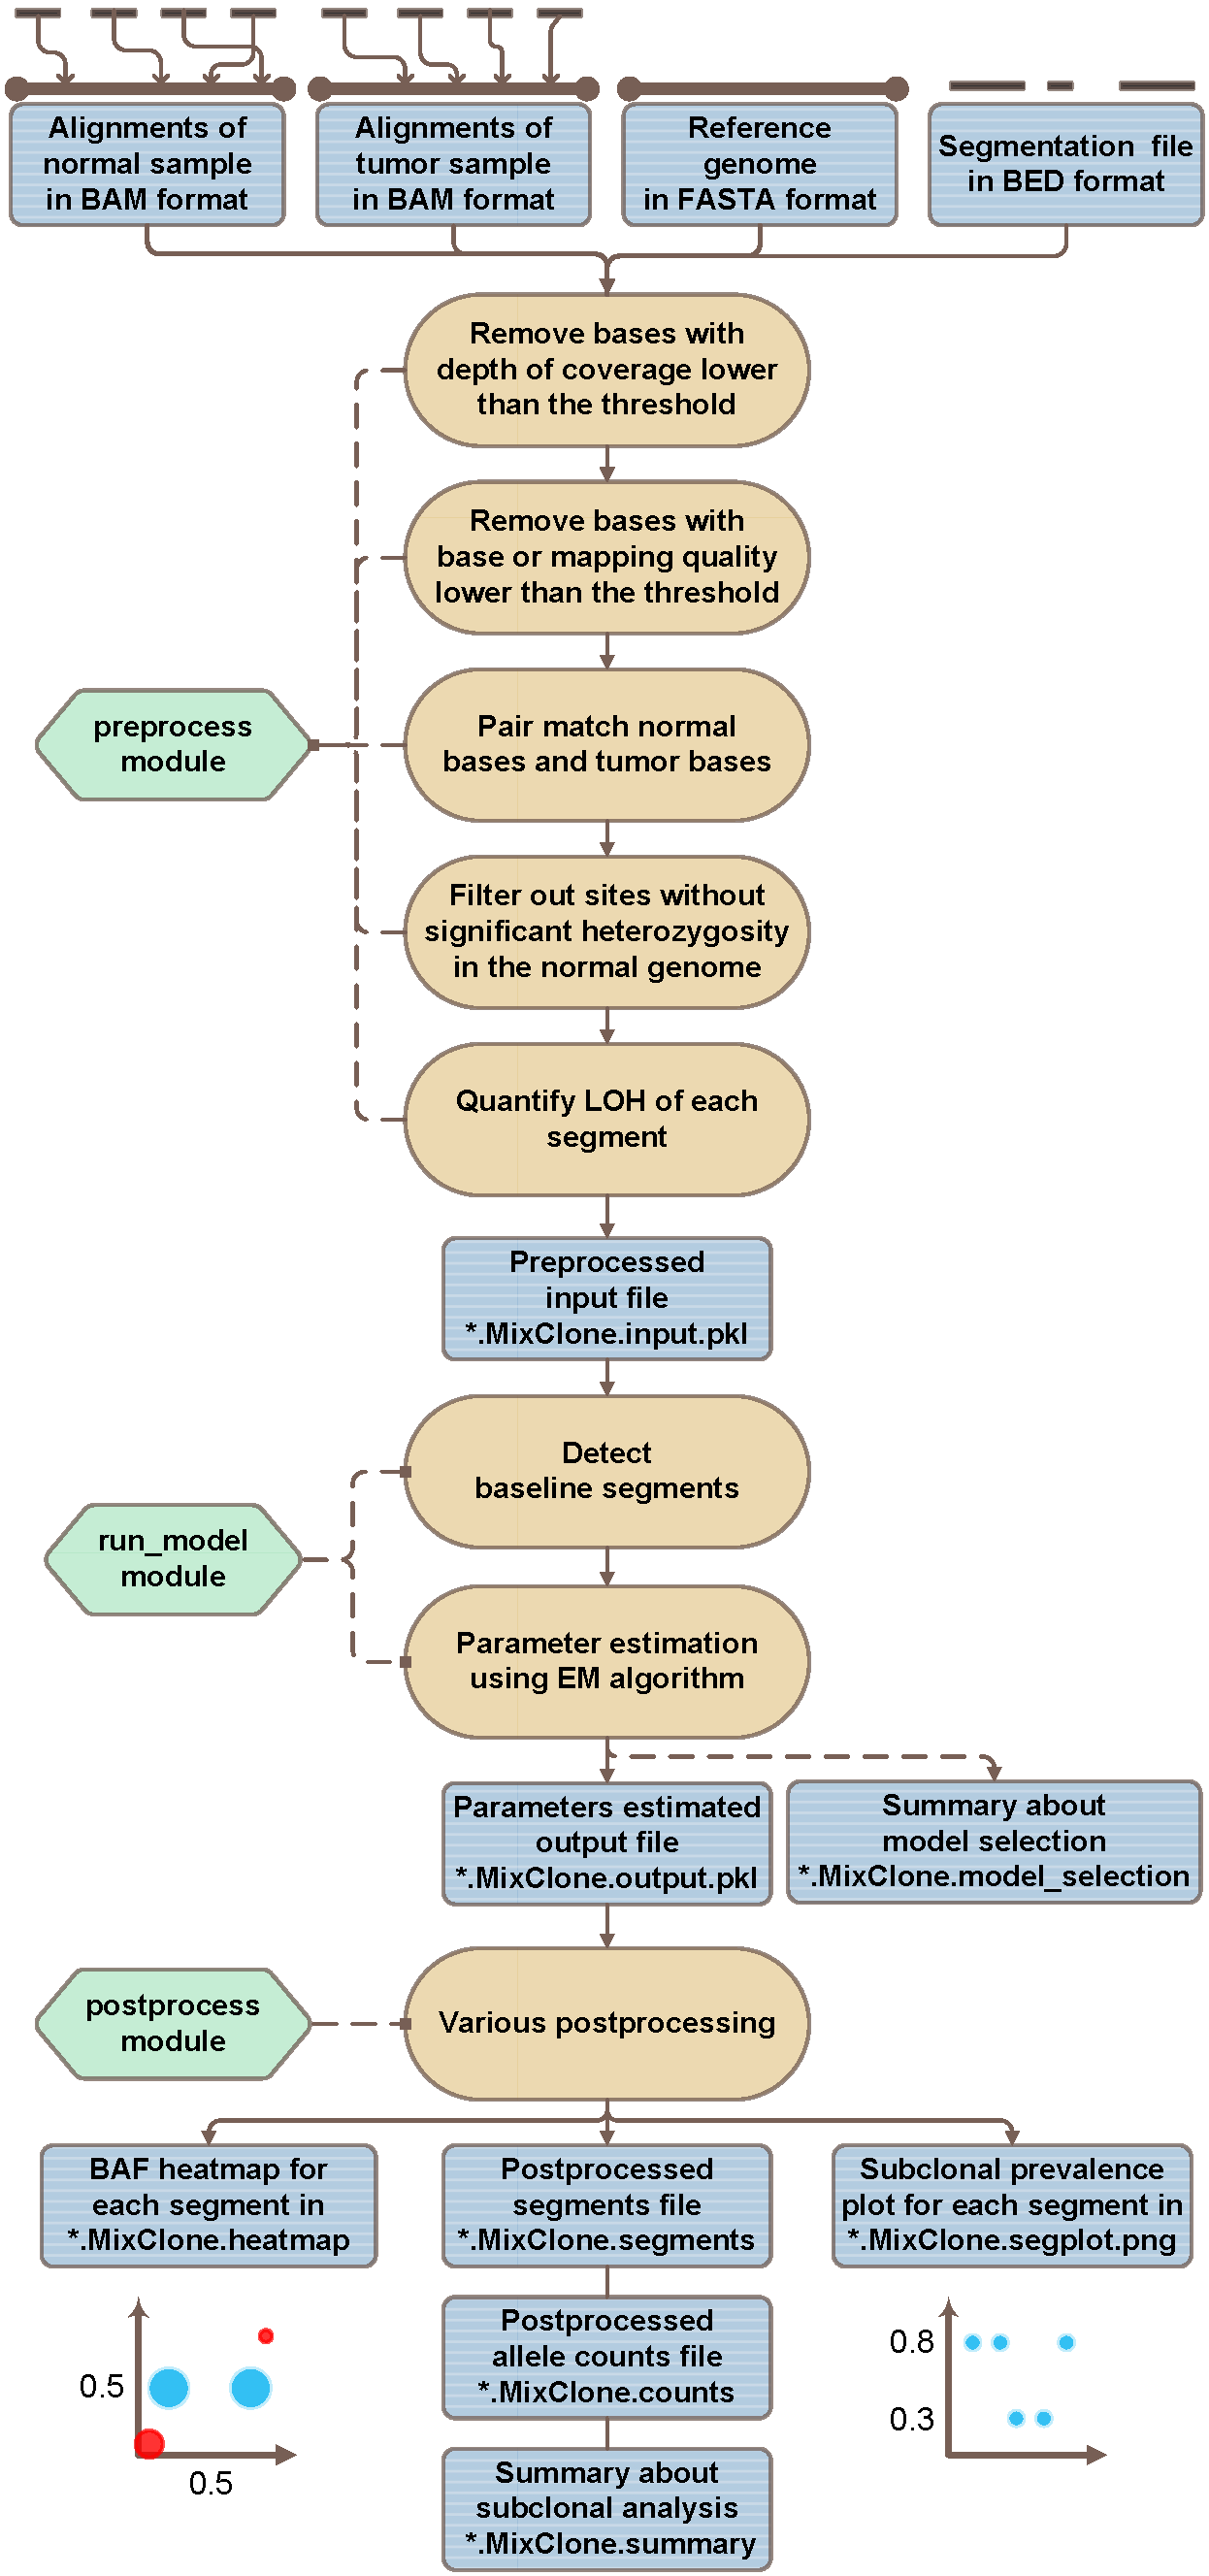 Alignments of
normal sample
in BAM format
Alignments of
tumor sample
in BAM format
Reference
genome
in FASTA format
Segmentation file
in BED format
Remove bases with
depth of coverage lower
than the threshold
Remove bases with
base or mapping quality
lower than the threshold
preprocess
module
Pair match normal
bases and tumor bases
Filter out sites without
significant heterozygosity
in the normal genome
Quantify LOH of each
segment
Preprocessed
input file
*.MixClone.input.pkl
Detect
baseline segments
run_model
module
Parameter estimation
using EM algorithm
Parameters estimated
output file
*.MixClone.output.pkl
Summary about
model selection
*.MixClone.model_selection
postprocess
module
Various postprocessing
BAF heatmap for
each segment in
*.MixClone.heatmap
Postprocessed
segments file
*.MixClone.segments
Subclonal prevalence
plot for each segment in
*.MixClone.segplot.png
0.5
0.5
Postprocessed
allele counts file
*.MixClone.counts
0.8
0.3
Summary about
subclonal analysis
*.MixClone.summary